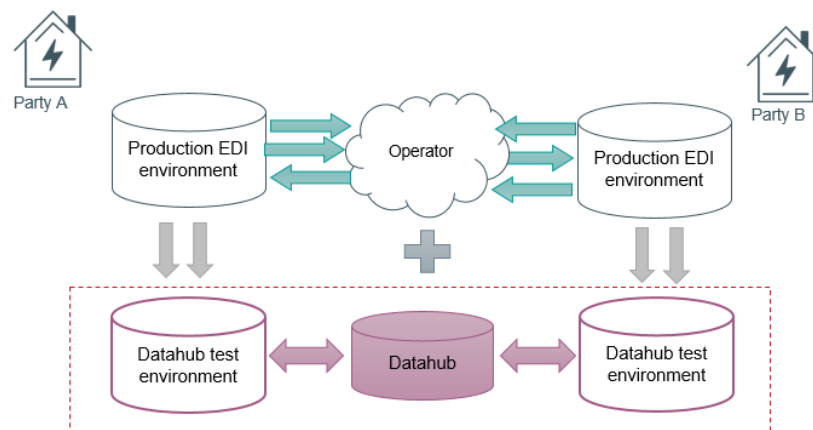 Party A
Party B
Production EDI
environment
Operator
Production EDI
environment
Datahub test
environment
Datahub
Datahub test
environment